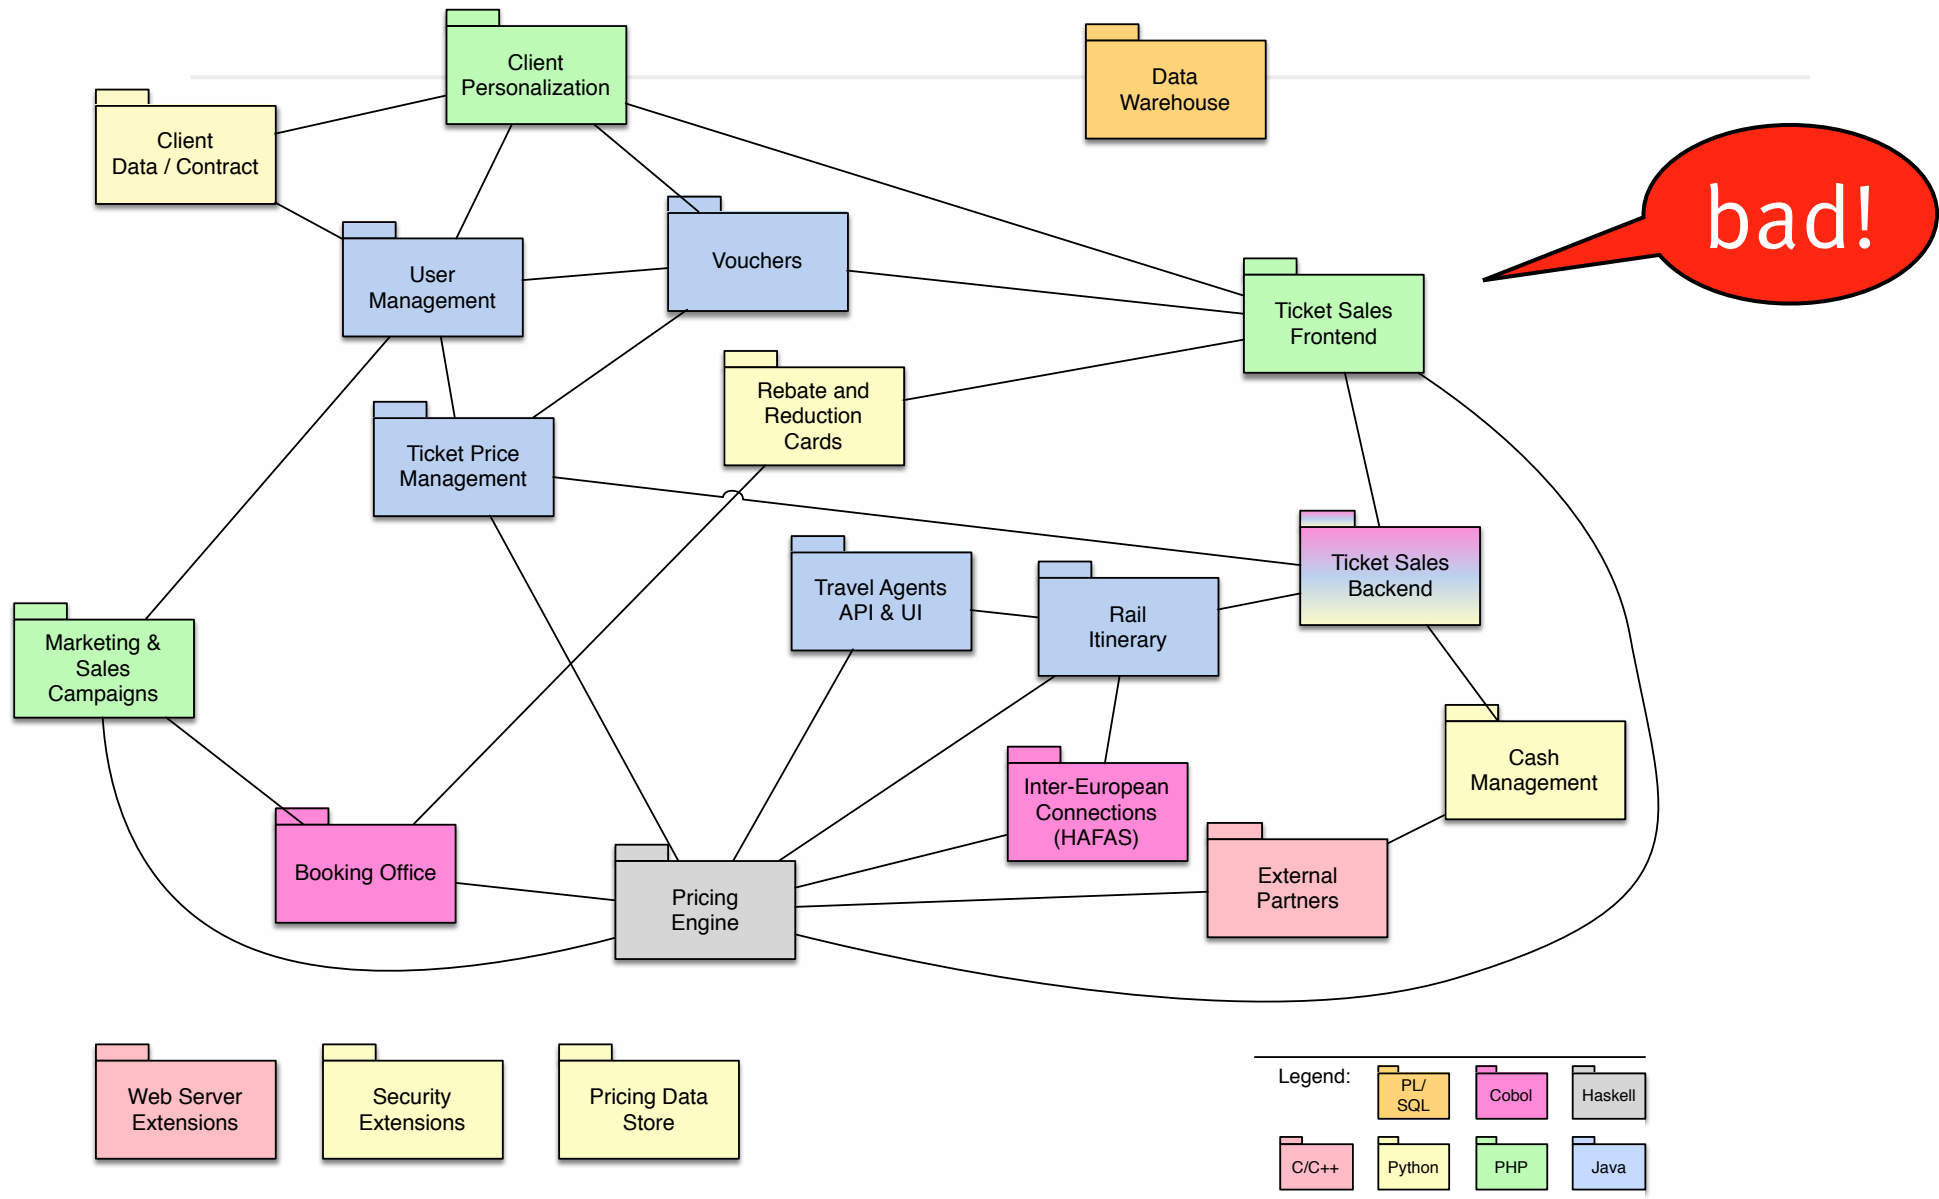 Client
Personalization
Data
Warehouse
Client
Data / Contract
bad!
User
Management
Vouchers
Ticket Sales
Frontend
Rebate and
Reduction
Cards
Ticket Price
Management
Travel Agents
API & UI
Rail
Itinerary
Ticket Sales
Backend
Marketing &
Sales
Campaigns
Inter-European
Connections
(HAFAS)
Cash
Management
Booking Office
Pricing
Engine
External
Partners
Web Server
Extensions
Security
Extensions
Pricing Data
Store
Legend:
PL/
SQL
Cobol
Haskell
C/C++
Python
PHP
Java